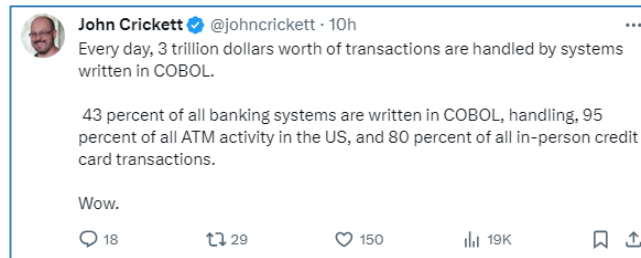 John Crickett @johncrickett · 10h ...
Every day, 3 trillion dollars worth of transactions are handled by systems
written in COBOL.
43 percent of all banking systems are written in COBOL, handling, 95
percent of all ATM activity in the US, and 80 percent of all in-person credit
card transactions.
Wow.
18 29 150 19K